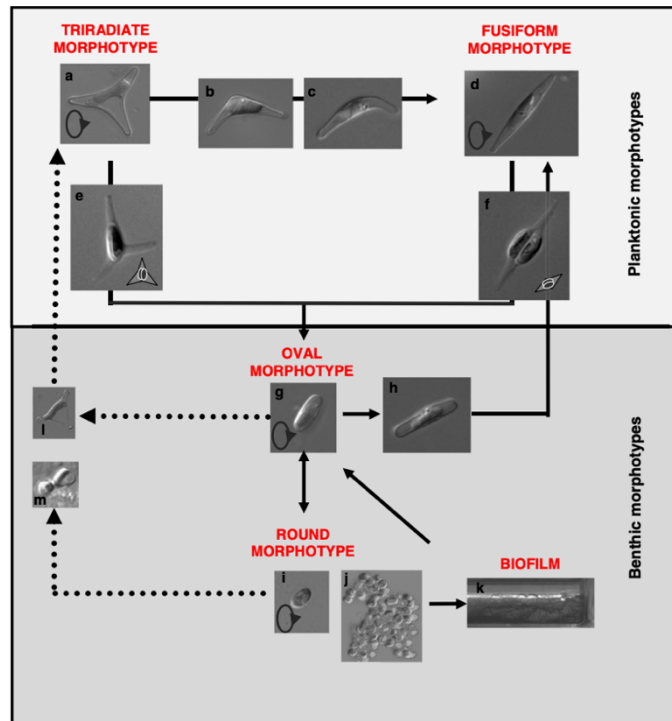 TRIRADIATE
MORPHOTYPE
FUSIFORM
MORPHOTYPE
a
b
c
d
e
f
Planktonic morphotypes
OVAL
MORPHOTYPE
g
h
l
m
ROUND
MORPHOTYPE
BIOFILM
i
j
k
Benthic morphotypes